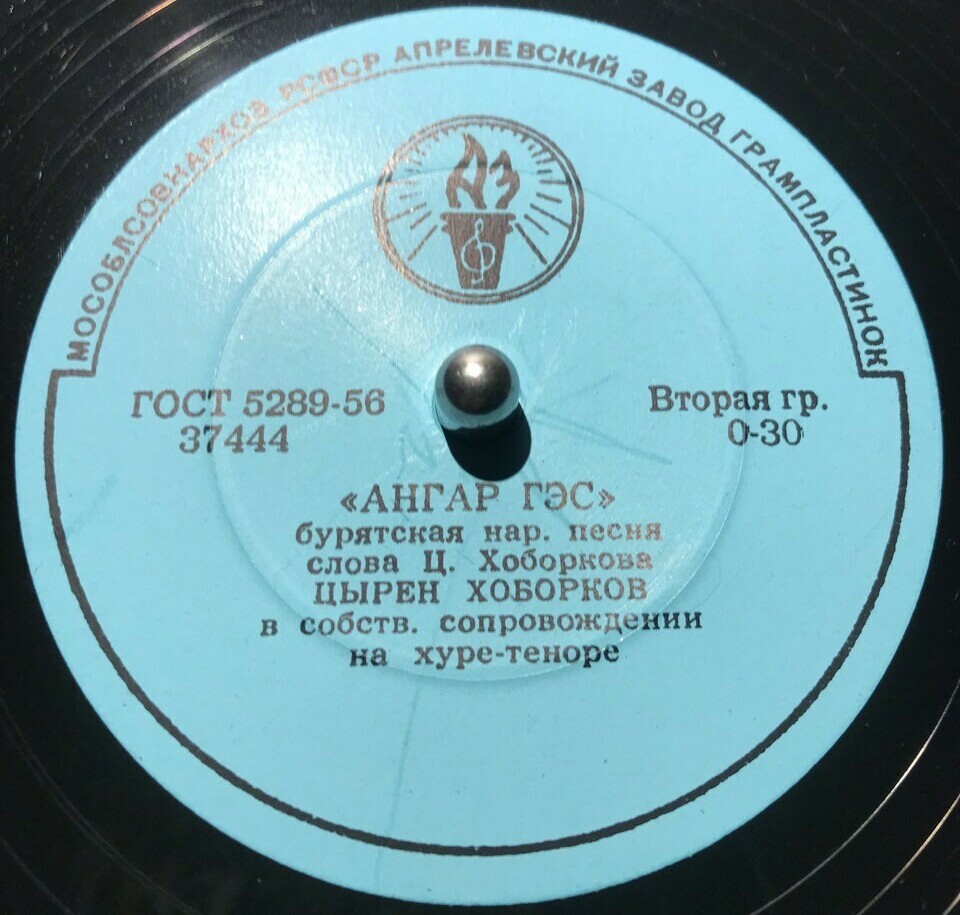 МОСОБЛСОВНАРХОЗ РСФСР АПРЕЛЕВСКИЙ ЗАВОД ГРАМПЛАСТИНОК
ГОСТ 5289-56
37444
Вторая гр.
0-30
«АНГАР ГЭС»
бурятская нар. песня
слова Ц. Хоборкова
ЦЫРЕН ХОБОРКОВ
в собств. сопровождении
на хуре-теноре